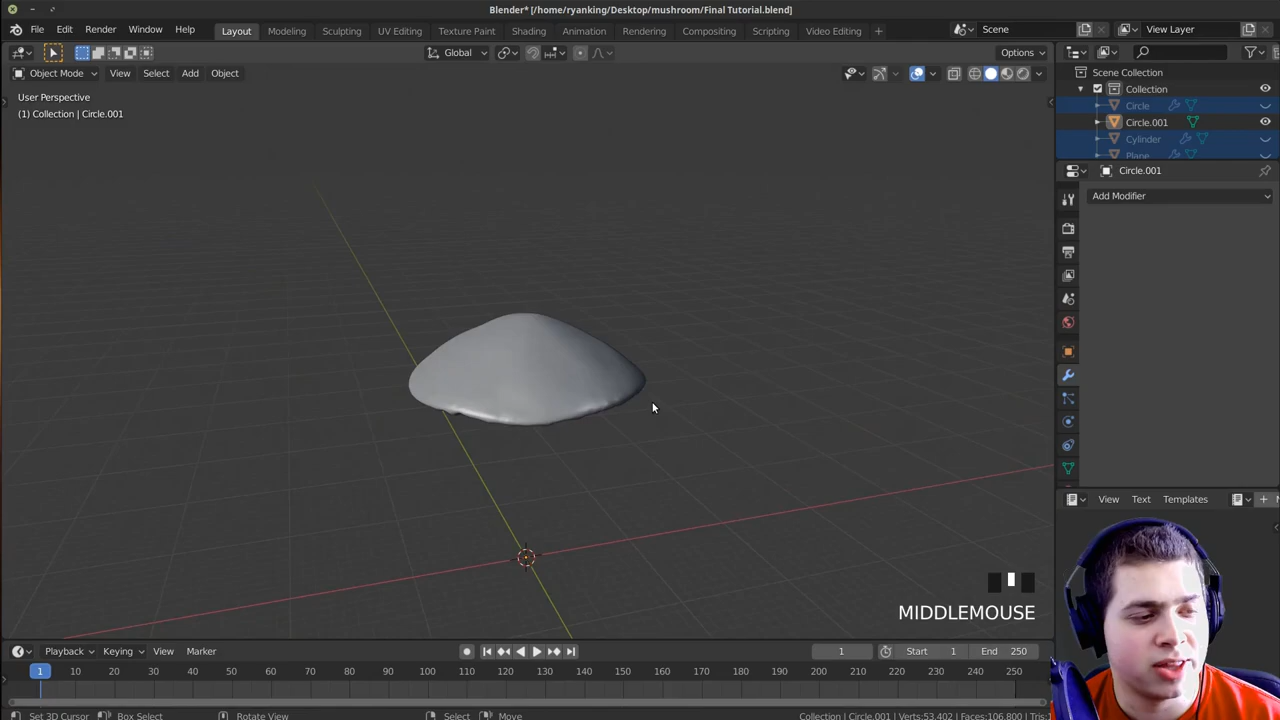 Blender* [/home/ryanking/Desktop/mushroom/Final Tutorial.blend]
File Edit Render Window Help Layout Modeling Sculpting UV Editing Texture Paint Shading Animation Rendering Compositing Scripting Video Editing + Scene View Layer
Global Options
Object Mode View Select Add Object
User Perspective
(1) Collection | Circle.001
Scene Collection
Collection
Circle
Circle.001
Cylinder
Plane
Circle.001
Add Modifier
View Text Templates
MIDDLEMOUSE
Playback Keying View Marker 1 Start 1 End 250
1 10 20 30 40 50 60 70 80 90 100 110 120 130 140 150 160 170 180 190 200 210 220 230 240 250
Set 3D Cursor Box Select Rotate View Select Move Collection | Circle.001 | Verts:53,402 | Faces:106,800 | Tris:1